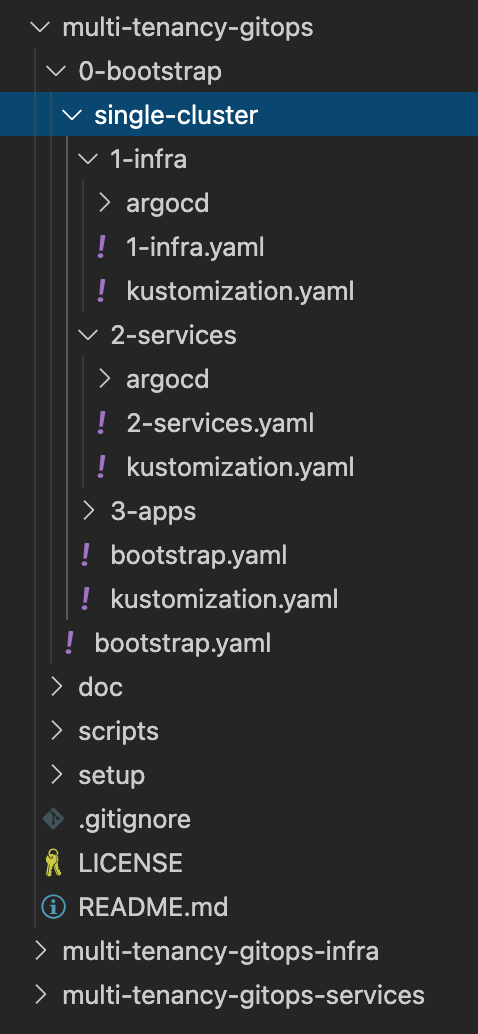 multi-tenancy-gitops
0-bootstrap
single-cluster
1-infra
argocd
1-infra.yaml
kustomization.yaml
2-services
argocd
2-services.yaml
kustomization.yaml
3-apps
bootstrap.yaml
kustomization.yaml
bootstrap.yaml
doc
scripts
setup
.gitignore
LICENSE
README.md
multi-tenancy-gitops-infra
multi-tenancy-gitops-services